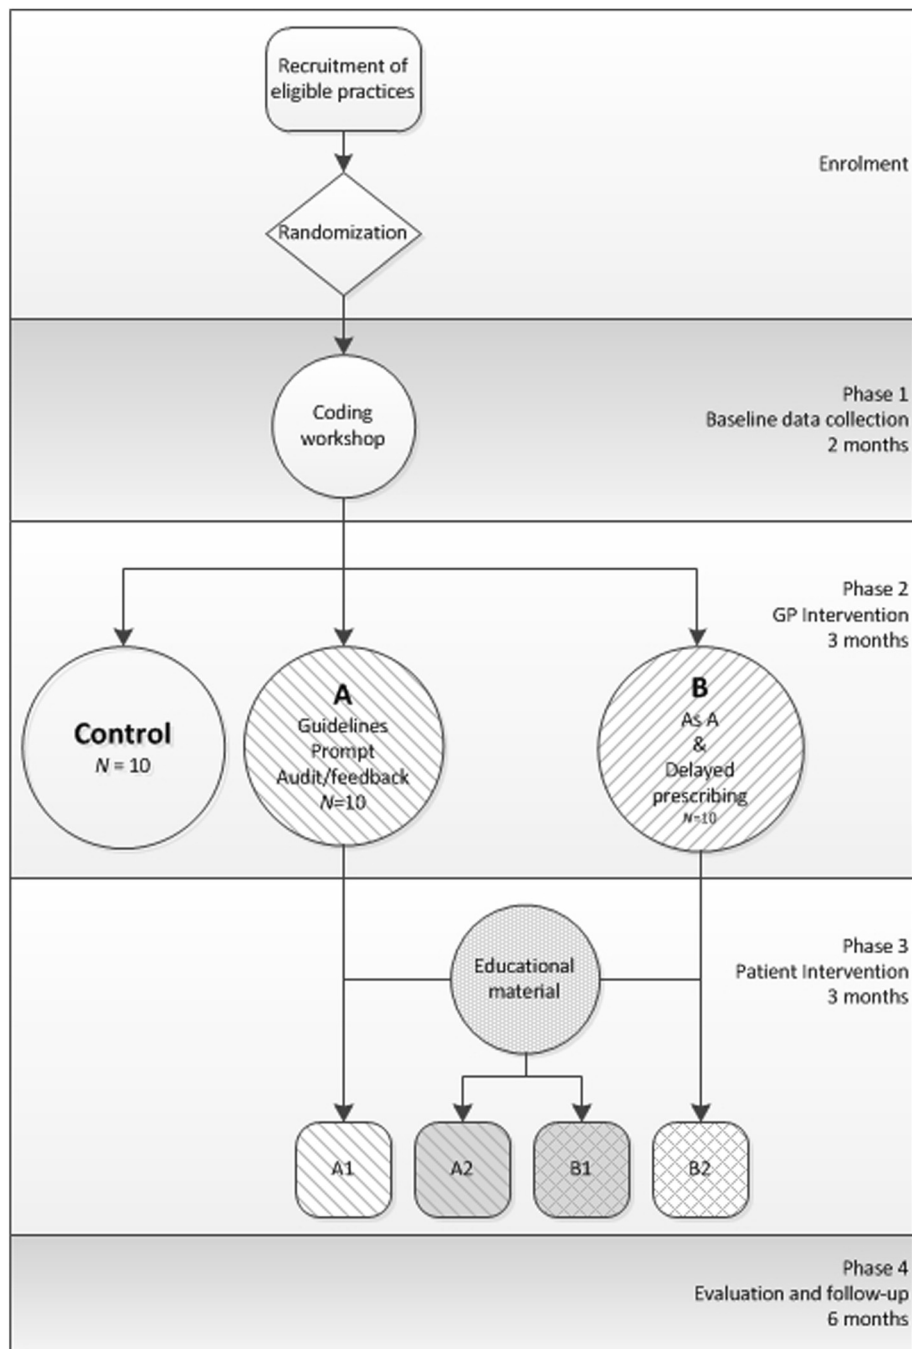 Recruitment of
eligible practices
Enrolment
Randomization
Coding
workshop
Phase 1
Baseline data collection
2 months
Phase 2
GP Intervention
3 months
Control
N = 10
A
Guidelines
Prompt
Audit/feedback
N=10
B
As A
&
Delayed
prescribing
N=10
Educational
material
Phase 3
Patient Intervention
3 months
A1
A2
B1
B2
Phase 4
Evaluation and follow-up
6 months